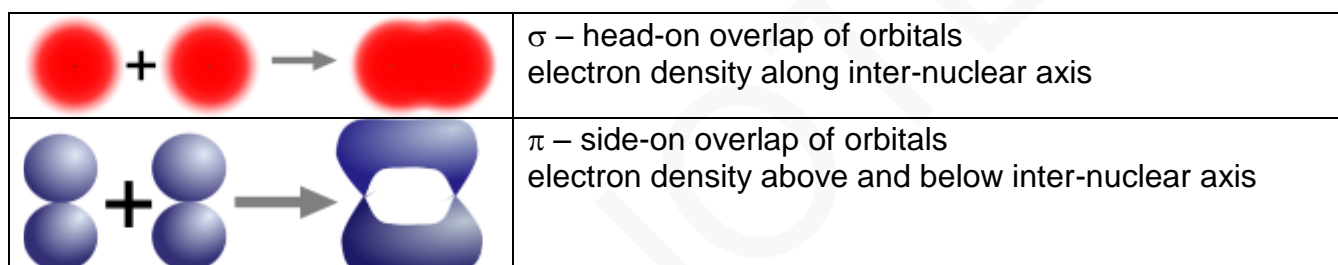 σ – head-on overlap of orbitals
electron density along inter-nuclear axis
π – side-on overlap of orbitals
electron density above and below inter-nuclear axis